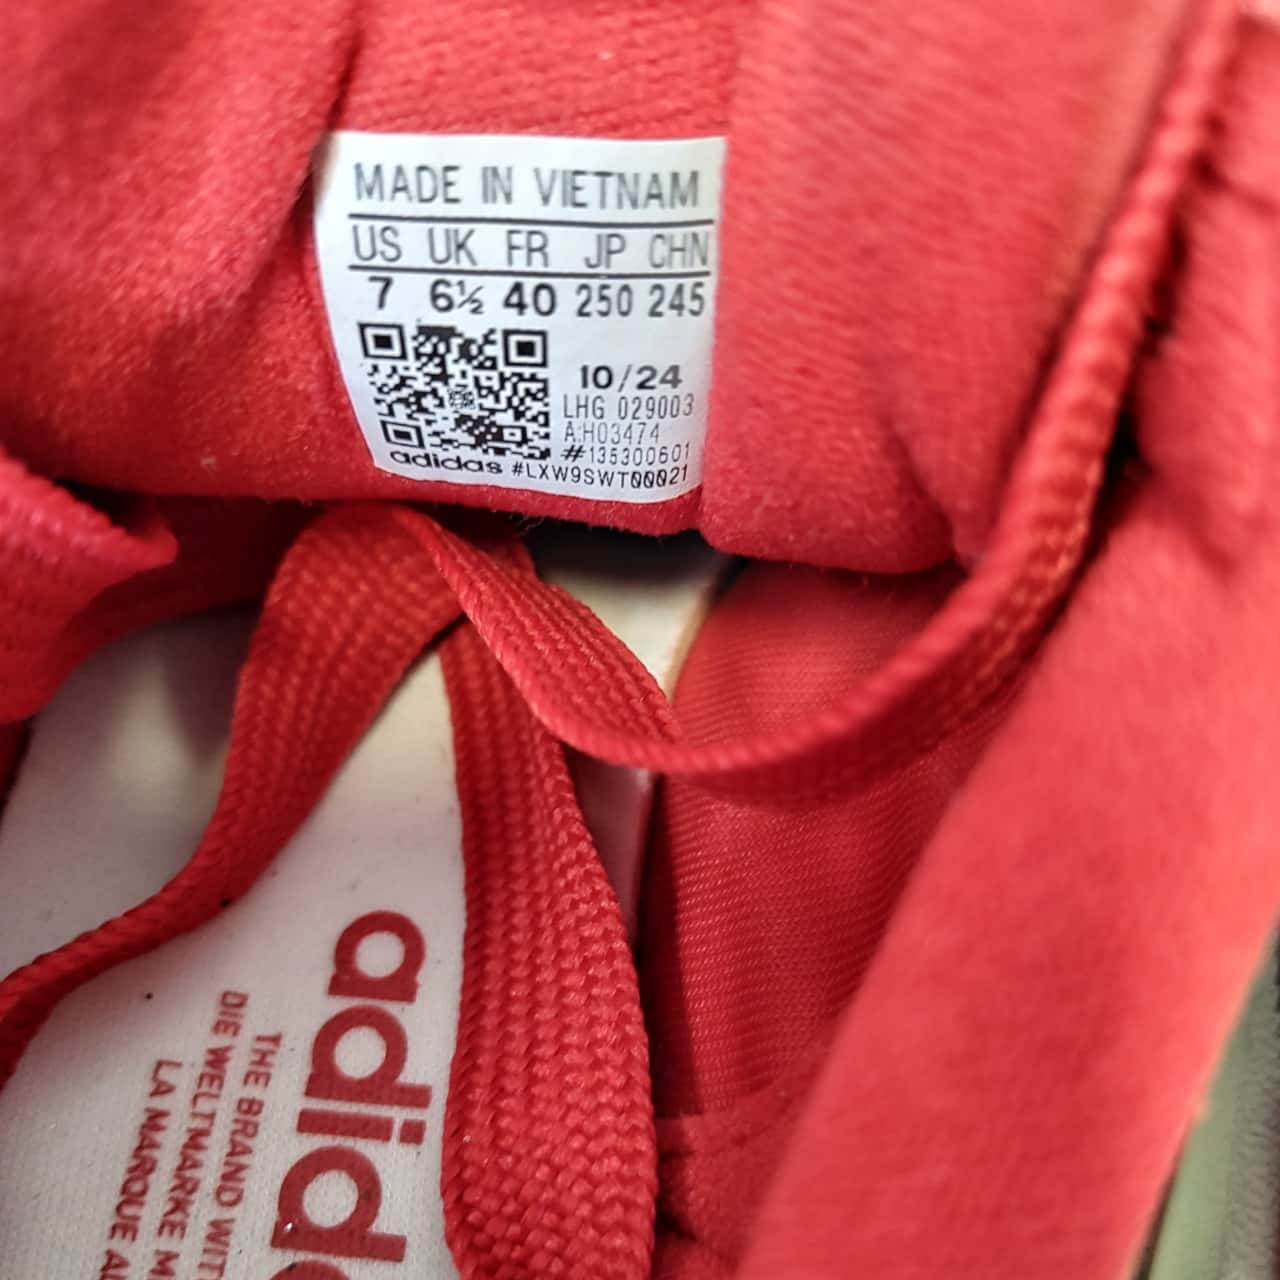 MADE IN VIETNAM
US UK FR JP CHN
7 6½ 40 250 245
10/24
LHG 029003
A:H03474
#135300601
adidas #LXW9SWT00021
adid
THE BRAND WIT
DIE WELTMARKE M
LA MARQUE A